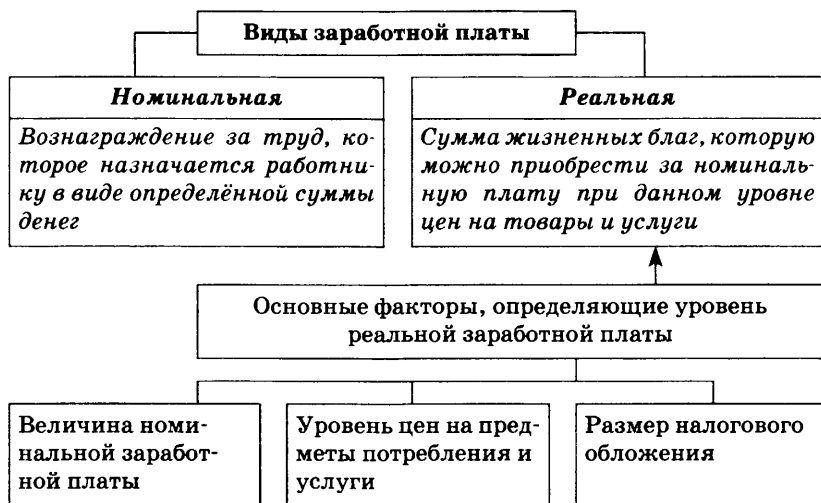 Виды заработной платы
Номинальная
Вознаграждение за труд, ко-
торое назначается работни-
ку в виде определённой суммы
денег
Реальная
Сумма жизненных благ, которую
можно приобрести за номиналь-
ную плату при данном уровне
цен на товары и услуги
Основные факторы, определяющие уровень
реальной заработной платы
Величина номи-
нальной заработ-
ной платы
Уровень цен на пред-
меты потребления и
услуги
Размер налогового
обложения